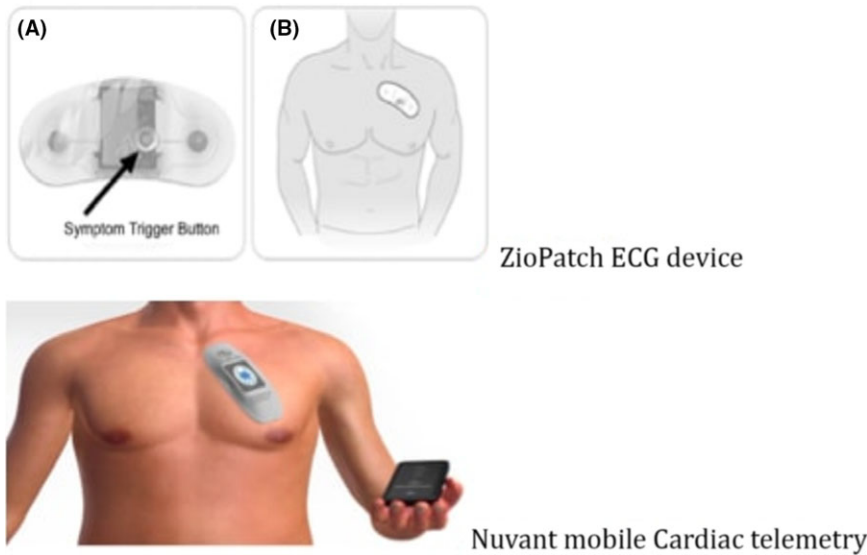 (A)
(B)
Symptom Trigger Button
ZioPatch ECG device
Nuvant mobile Cardiac telemetry